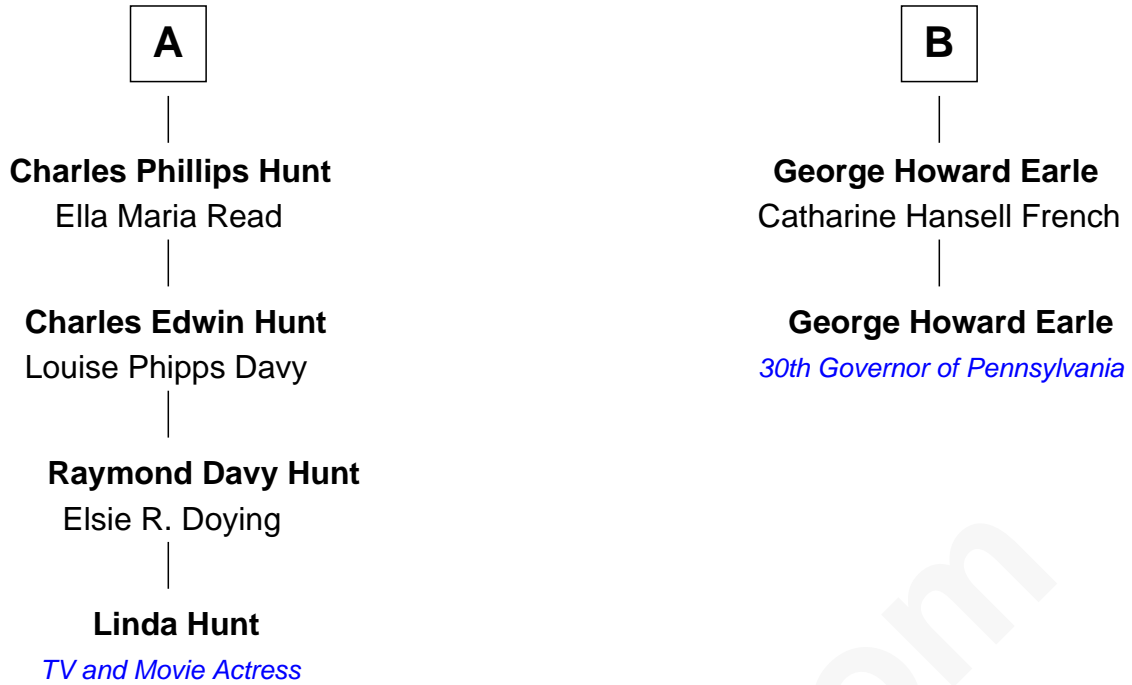 A
Charles Phillips Hunt
Ella Maria Read
Charles Edwin Hunt
Louise Phipps Davy
Raymond Davy Hunt
Elsie R. Doying
Linda Hunt
TV and Movie Actress
B
George Howard Earle
Catharine Hansell French
George Howard Earle
30th Governor of Pennsylvania
om